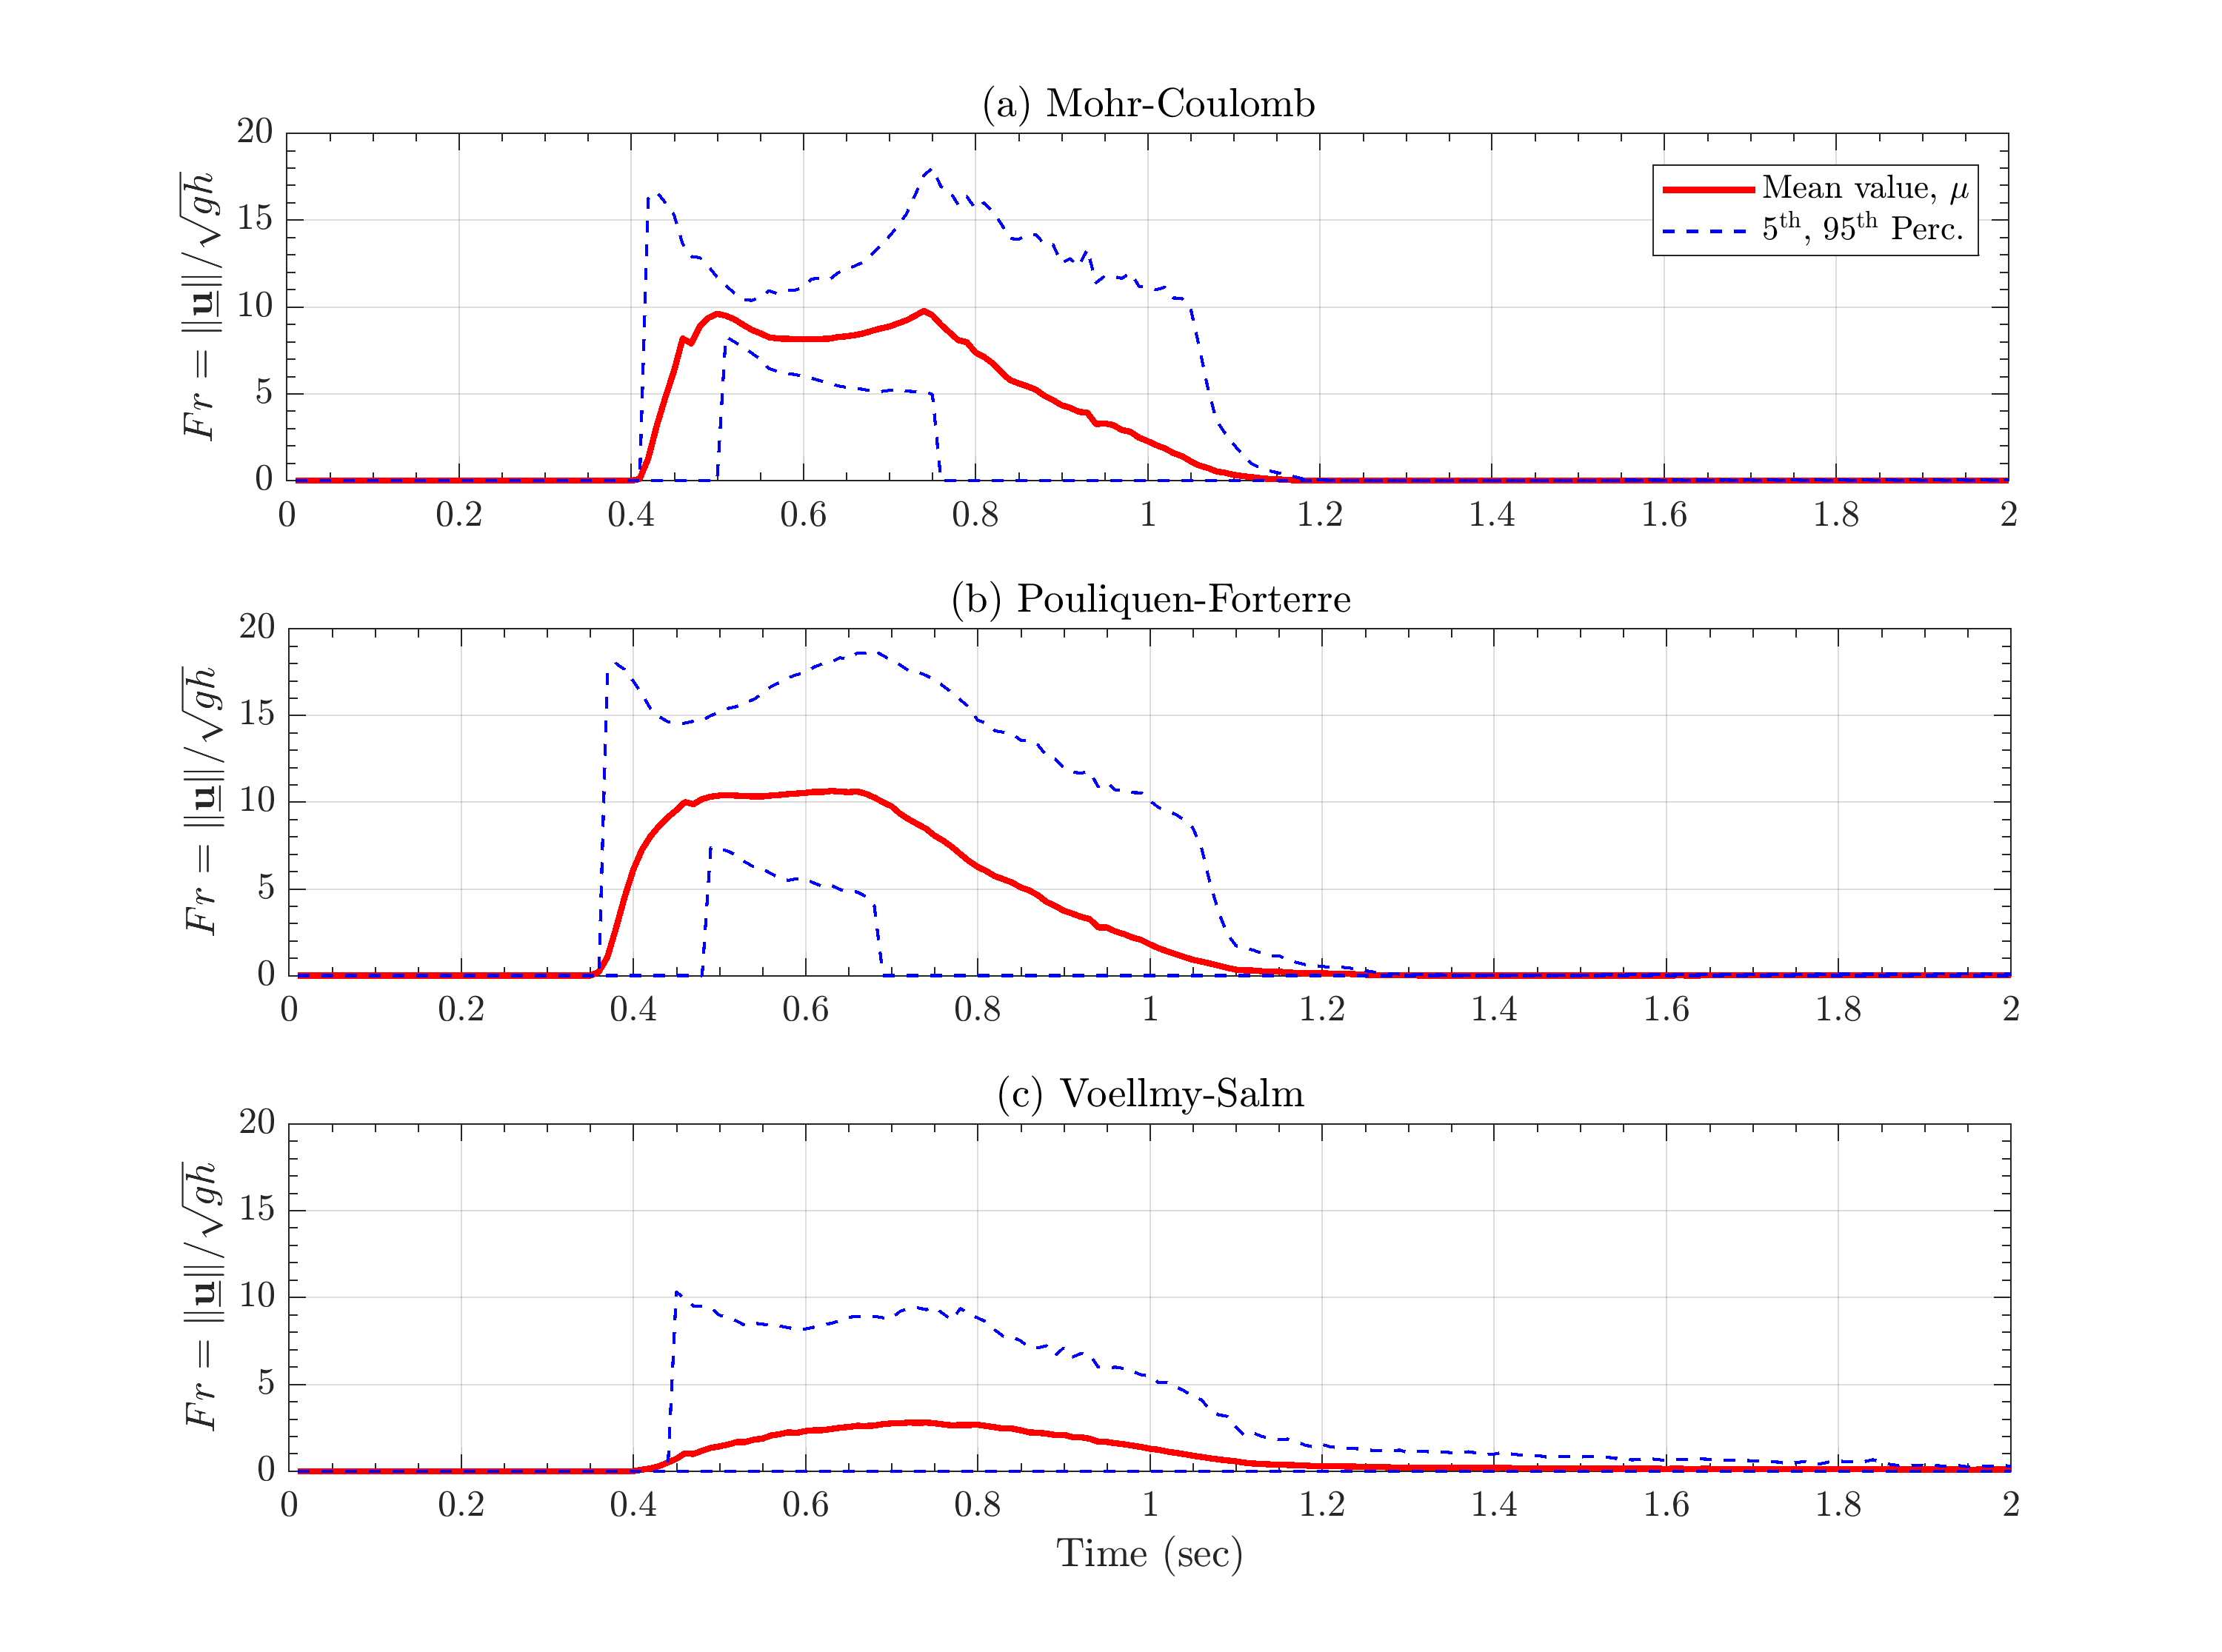 (a) Mohr-Coulomb
Fr = ||u||/√gh
20
15
10
5
0
Mean value, μ
5th, 95th Perc.
0 0.2 0.4 0.6 0.8 1 1.2 1.4 1.6 1.8 2
(b) Pouliquen-Forterre
Fr = ||u||/√gh
20
15
10
5
0
0 0.2 0.4 0.6 0.8 1 1.2 1.4 1.6 1.8 2
(c) Voellmy-Salm
Fr = ||u||/√gh
20
15
10
5
0
0 0.2 0.4 0.6 0.8 1 1.2 1.4 1.6 1.8 2
Time (sec)